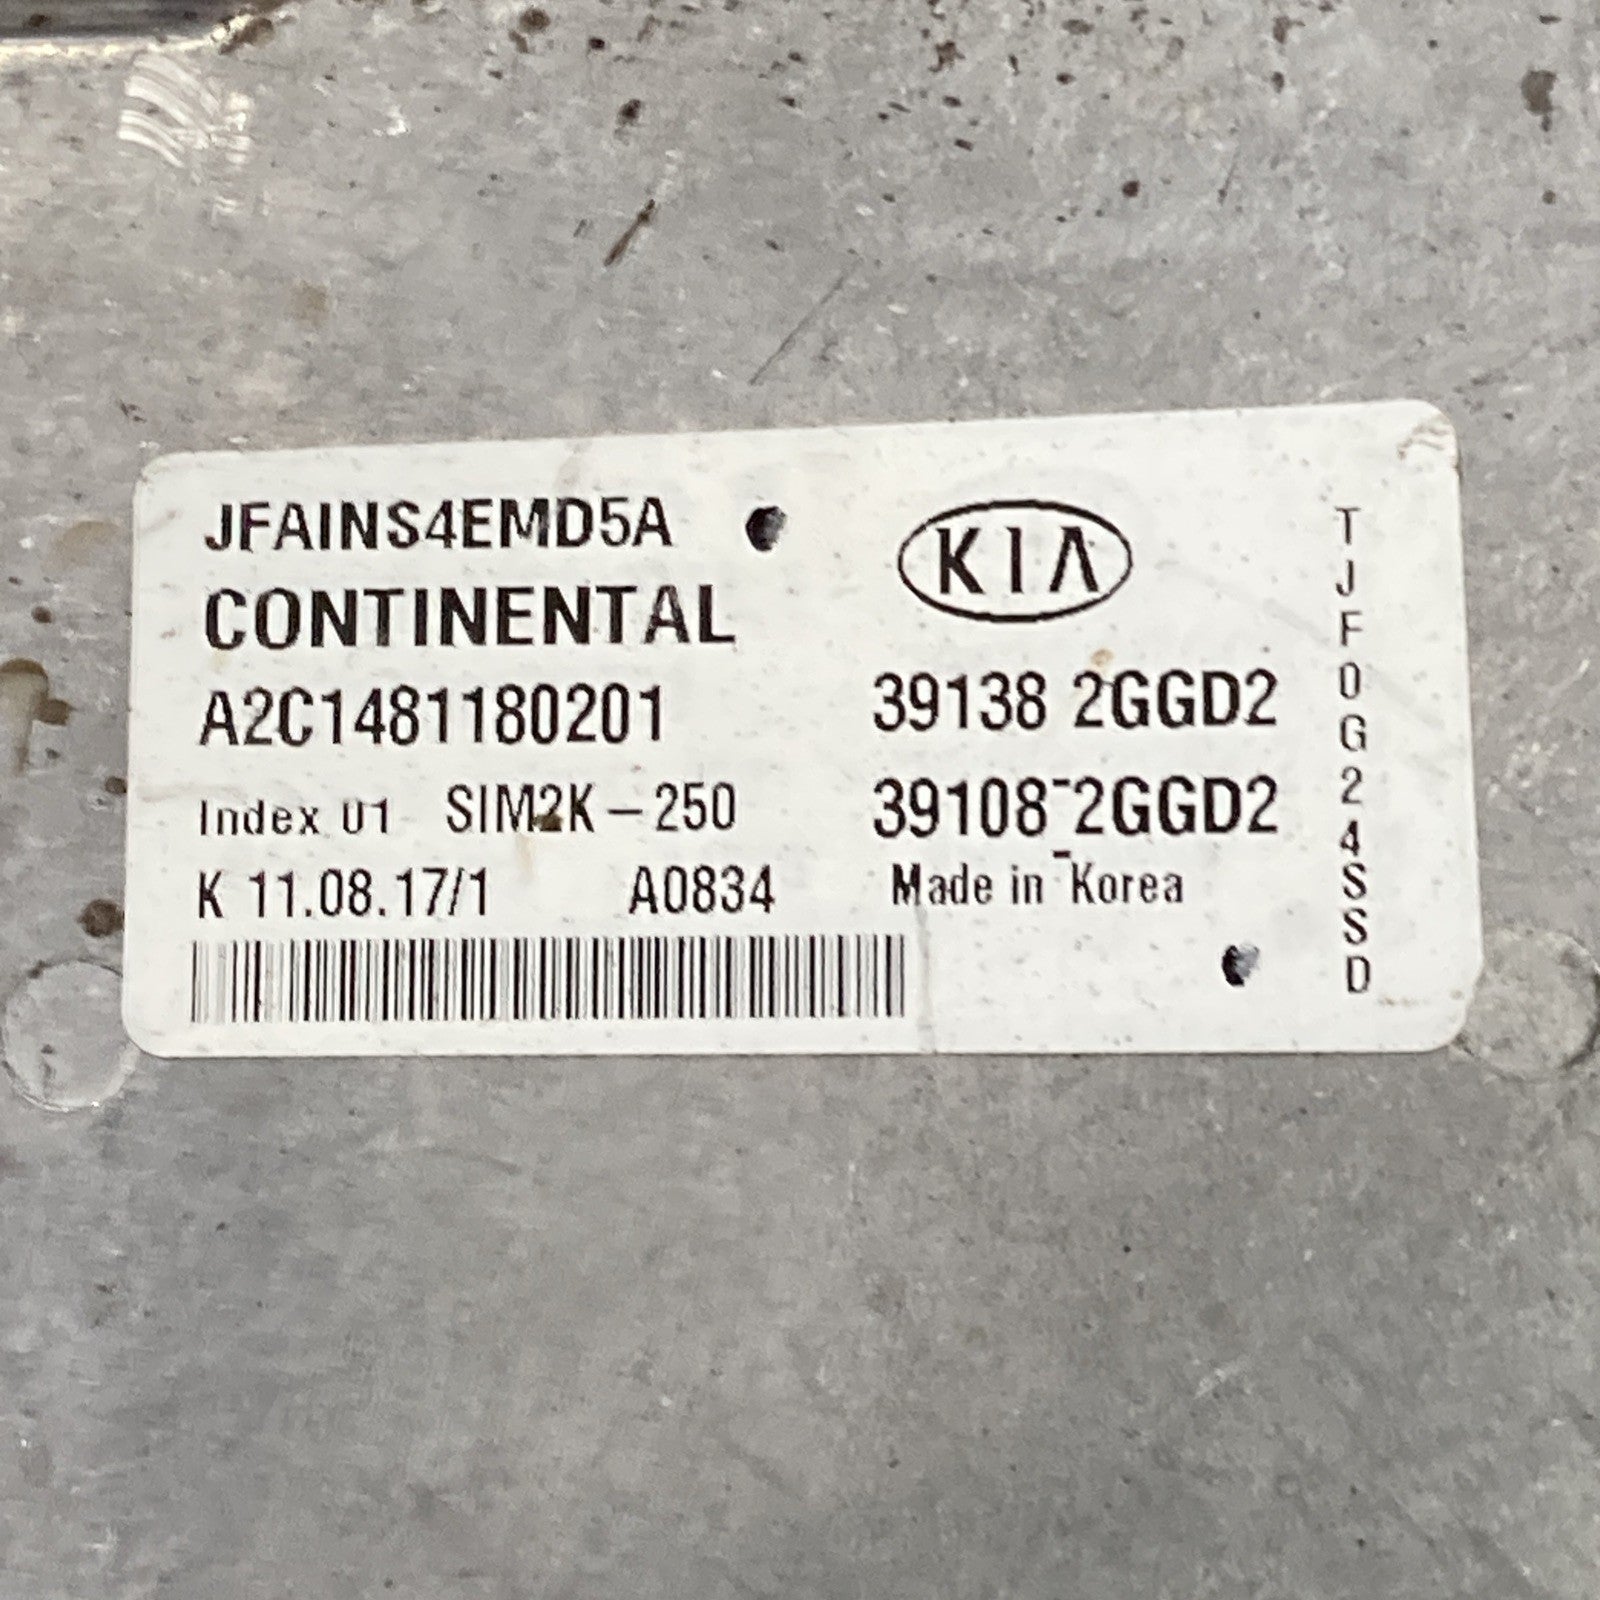 JFAINS4EMD5A
CONTINENTAL
A2C1481180201
Index 01 SIM2K-250
K 11.08.17/1 A0834
KIA
39138-2GGD2
39108-2GGD2
Made in Korea
TJF0G24SSD